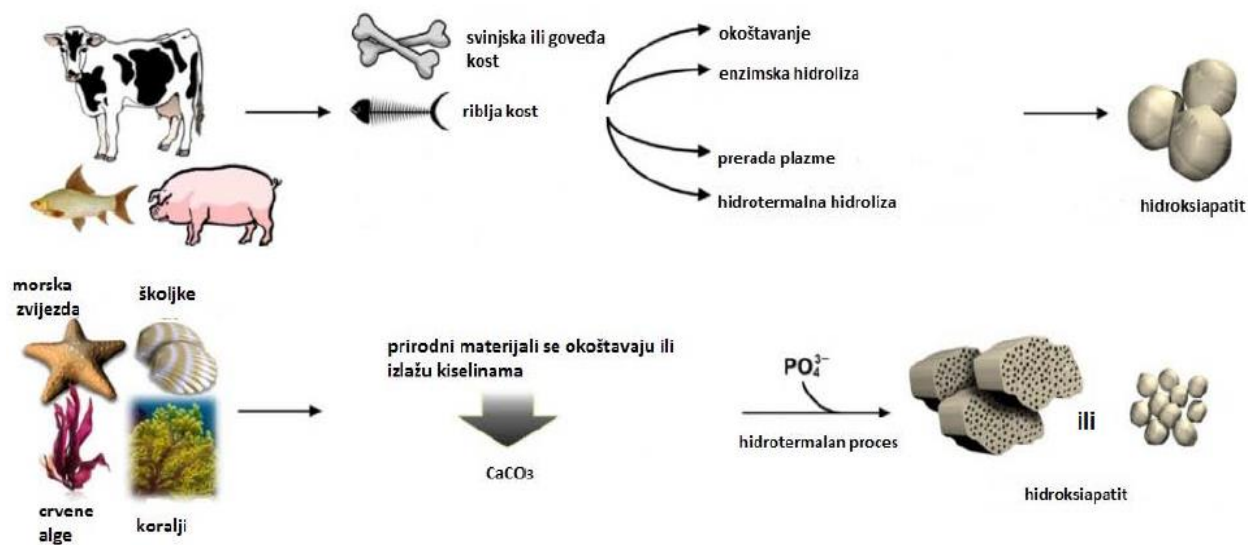 svinjska ili goveđa
kost
riblja kost
okoštavanje
enzimska hidroliza
prerada plazme
hidrotermalna hidroliza
hidroksiapatit
morska
zvijezda
školjke
crvene
alge
koralji
prirodni materijali se okoštavaju ili
izlažu kiselinama
CaCO₃
PO₄³⁻
hidrotermalan proces
ili
hidroksiapatit